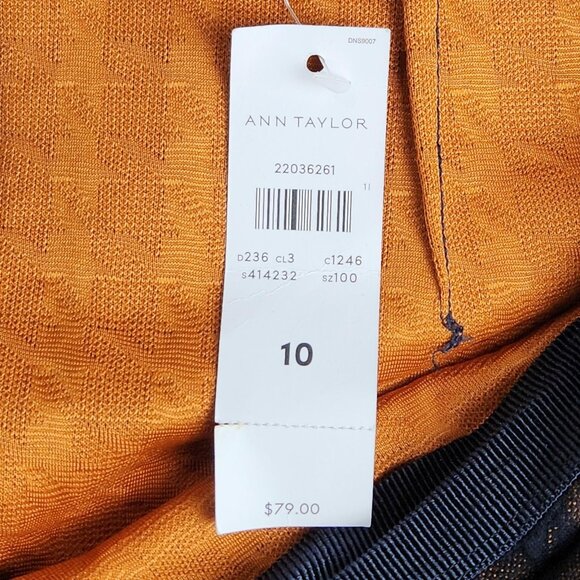 DNS9007
ANN TAYLOR
22036261
11
D236 CL3 C1246
S414232 SZ100
10
$79.00